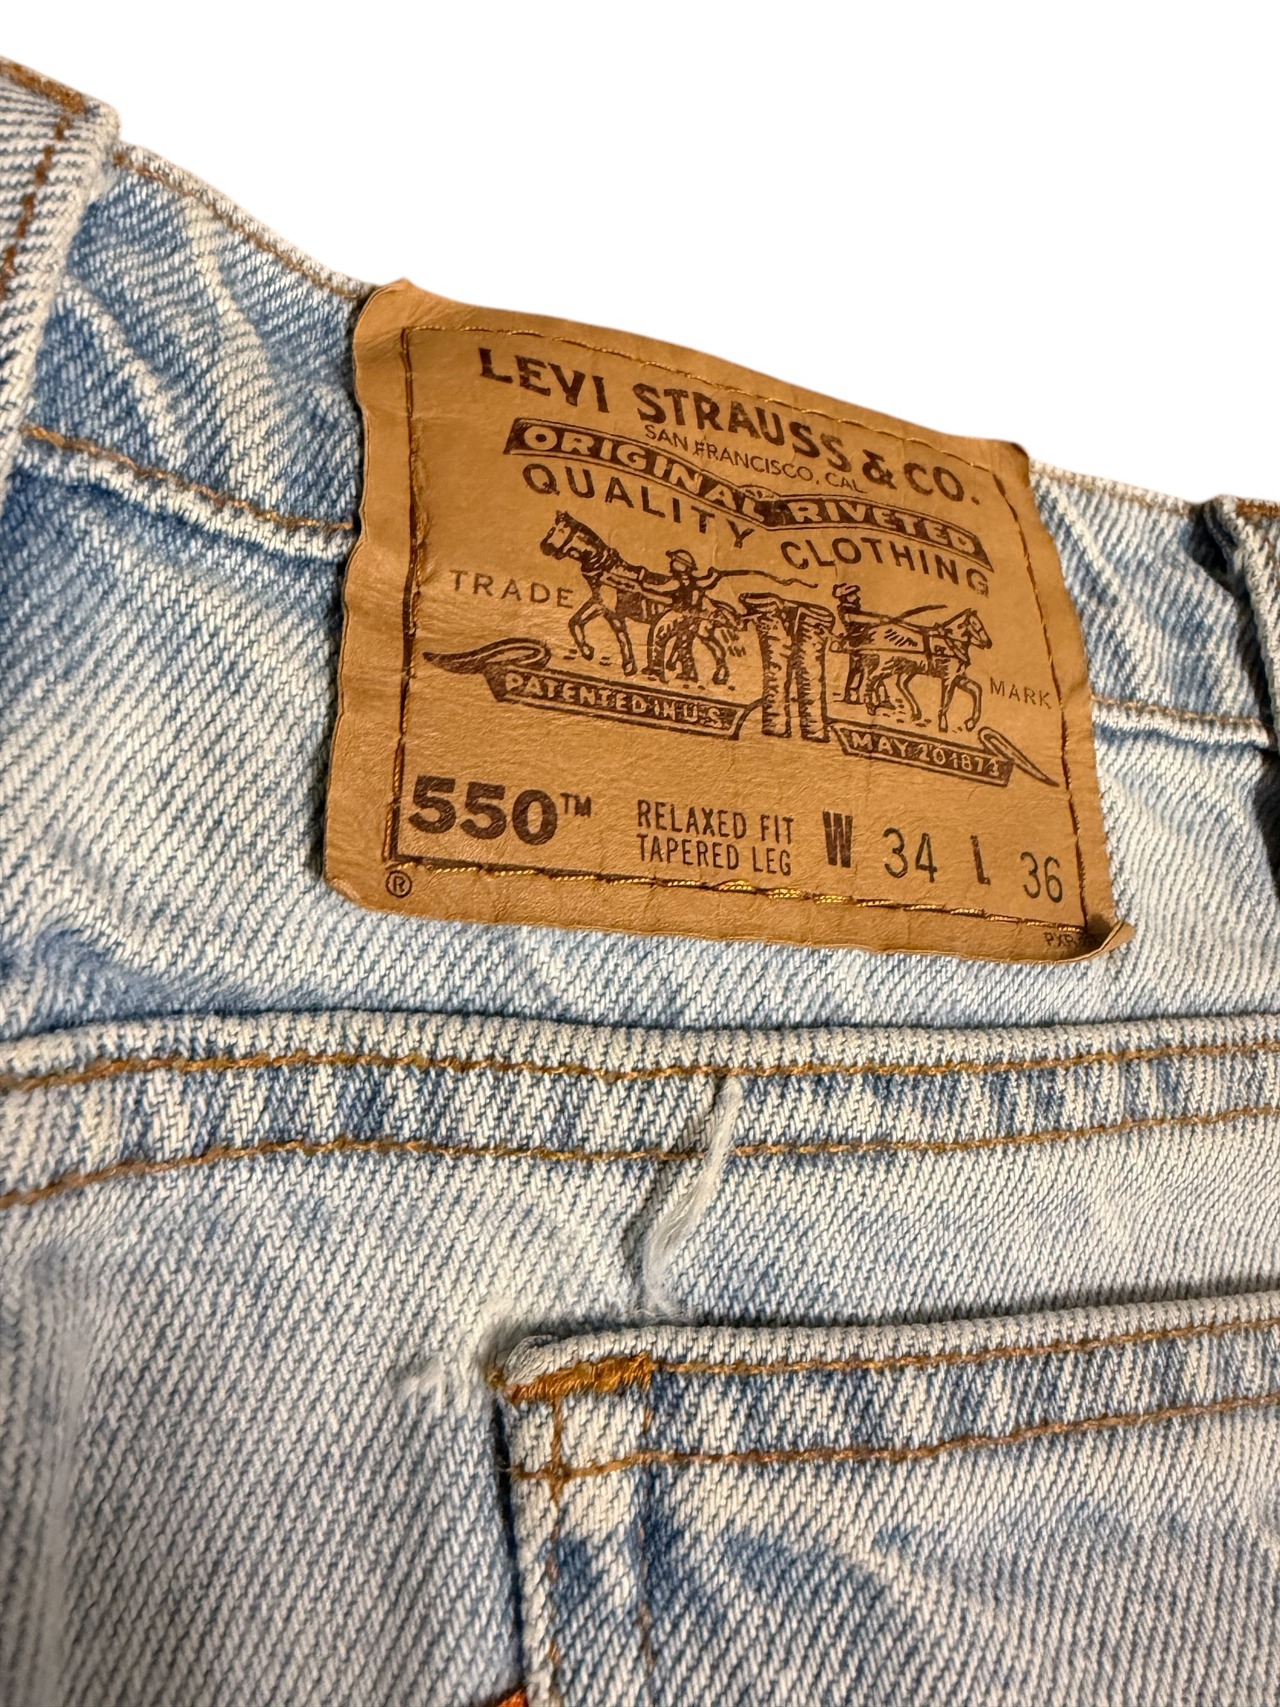 LEVI STRAUSS & CO.
SAN FRANCISCO, CAL
ORIGINAL RIVETED
QUALITY CLOTHING
TRADE MARK
PATENTED IN U.S. MAY 20 1873
550™ RELAXED FIT W 34 L 36
TAPERED LEG
®